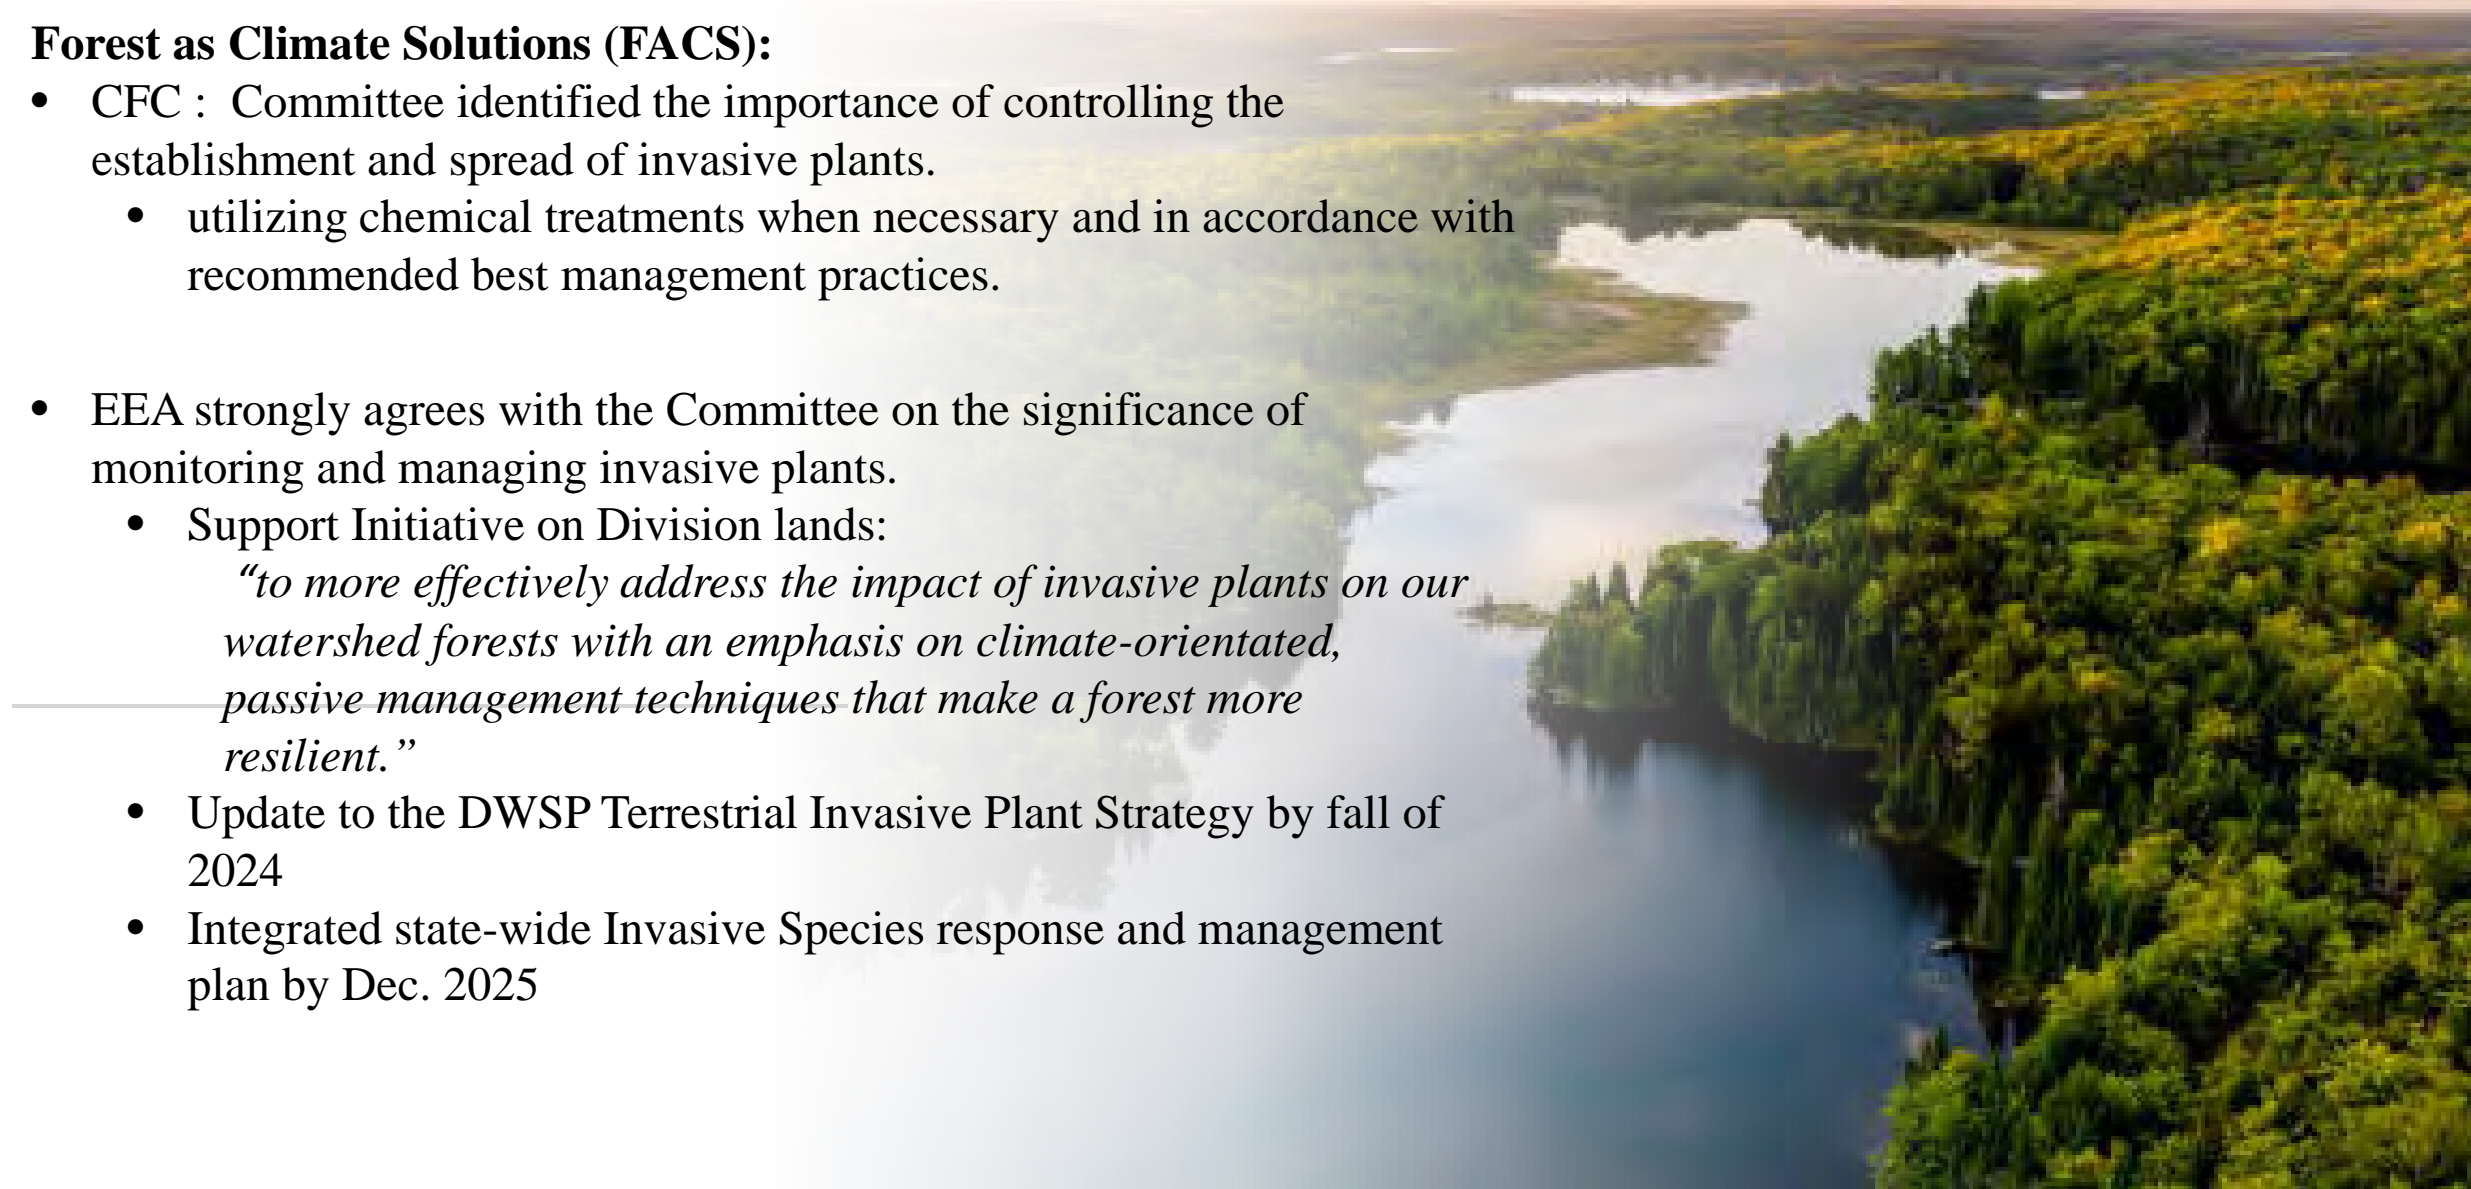 Forest as Climate Solutions (FACS):
• CFC : Committee identified the importance of controlling the
establishment and spread of invasive plants.
• utilizing chemical treatments when necessary and in accordance with
recommended best management practices.
• EEA strongly agrees with the Committee on the significance of
monitoring and managing invasive plants.
• Support Initiative on Division lands:
“to more effectively address the impact of invasive plants on our
watershed forests with an emphasis on climate-orientated,
passive management techniques that make a forest more
resilient.”
• Update to the DWSP Terrestrial Invasive Plant Strategy by fall of
2024
• Integrated state-wide Invasive Species response and management
plan by Dec. 2025